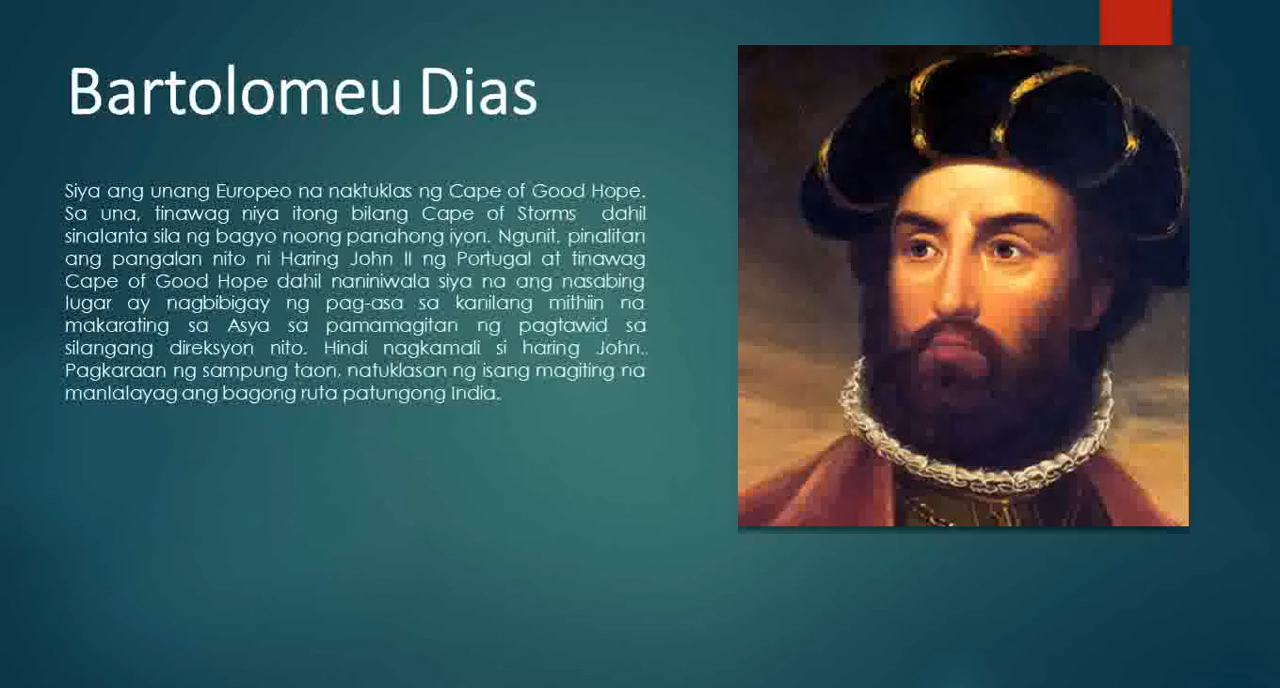 Bartolomeu Dias
Siya ang unang Europeo na naktuklas ng Cape of Good Hope.
Sa una, tinawag niya itong bilang Cape of Storms dahil
sinalanta sila ng bagyo noong panahong iyon. Ngunit, pinalitan
ang pangalan nito ni Haring John II ng Portugal at tinawag
Cape of Good Hope dahil naniniwala siya na ang nasabing
lugar ay nagbibigay ng pag-asa sa kanilang mithiin na
makarating sa Asya sa pamamagitan ng pagtawid sa
silangang direksyon nito. Hindi nagkamali si haring John..
Pagkaraan ng sampung taon, natuklasan ng isang magiting na
manlalayag ang bagong ruta patungong India.